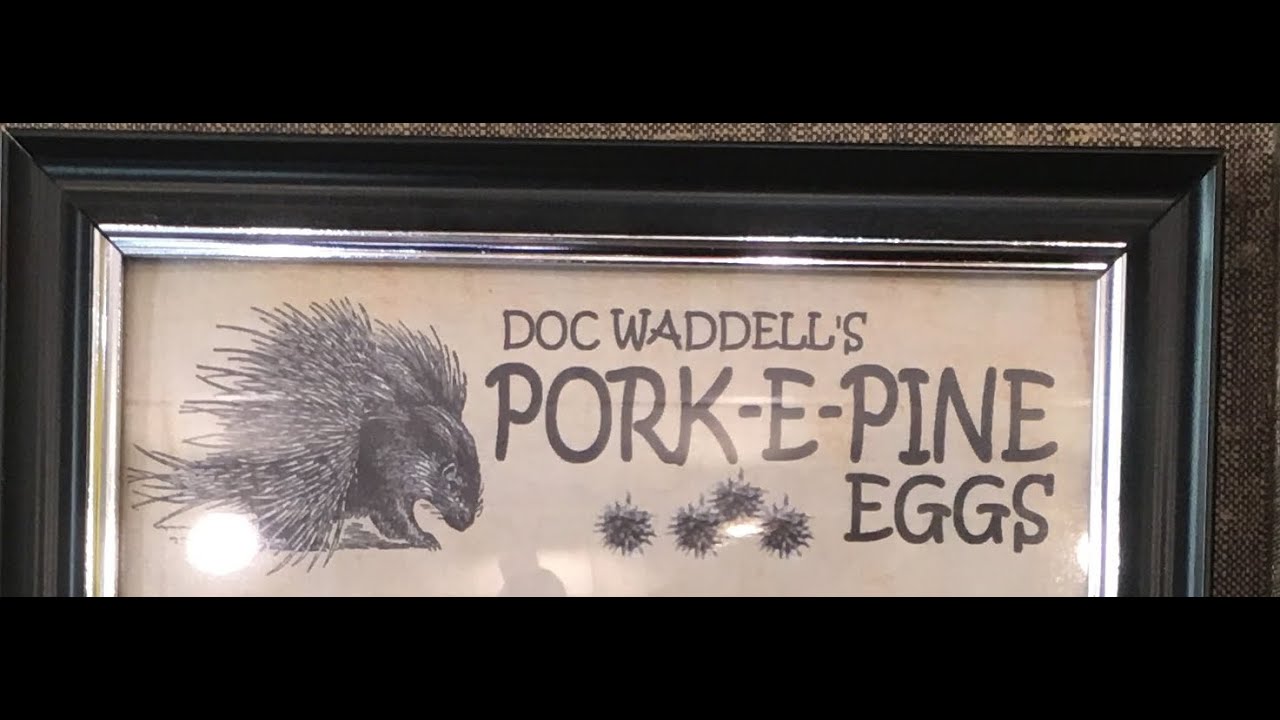 DOC WADDELL'S
PORK-E-PINE
EGGS